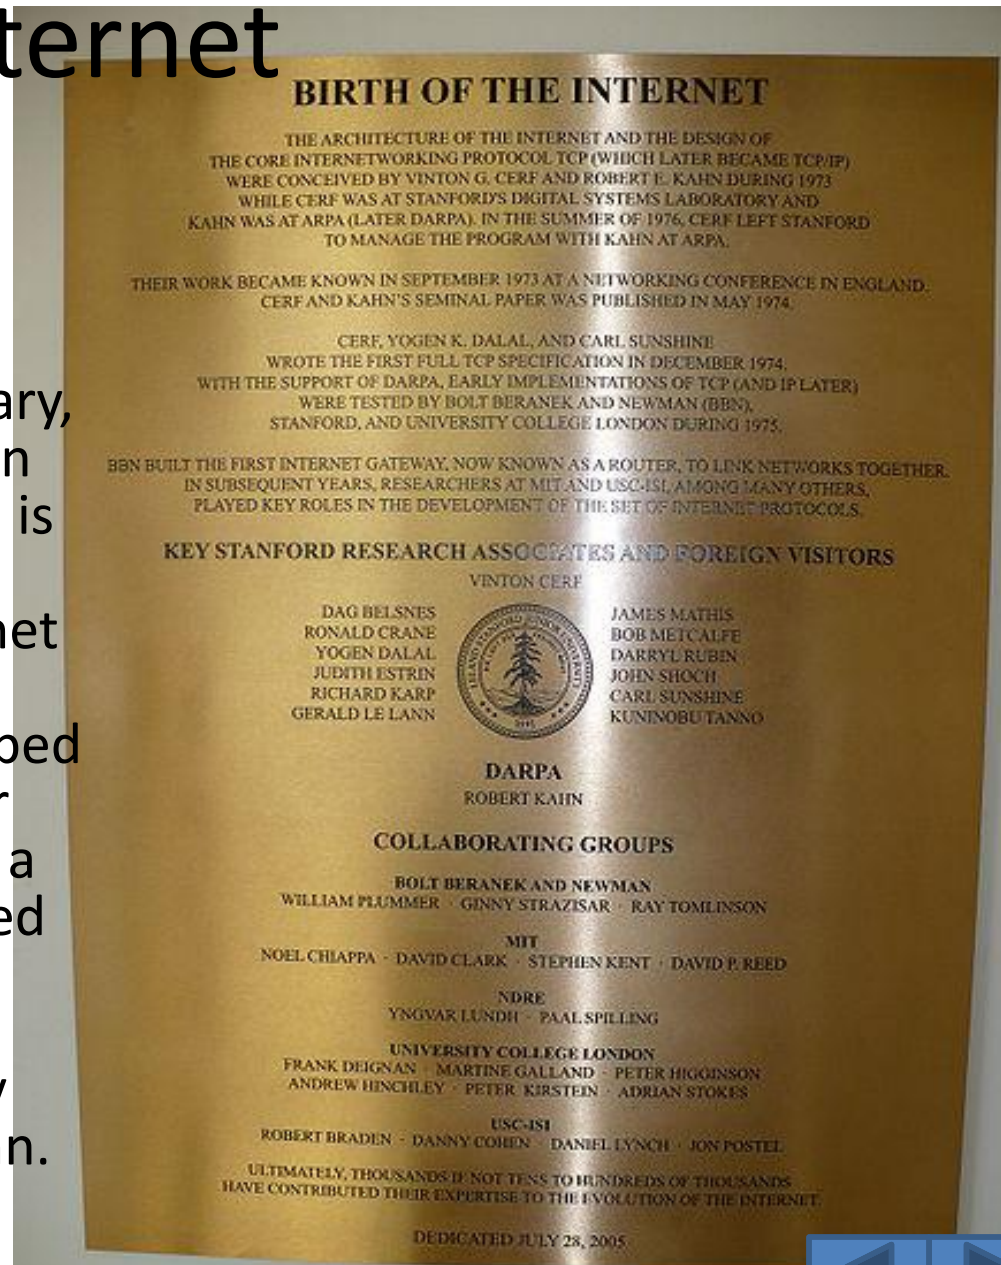 ternet
ary,
n
is
net
ped
r
a
ed
y
n.
BIRTH OF THE INTERNET
THE ARCHITECTURE OF THE INTERNET AND THE DESIGN OF
THE CORE INTERNETWORKING PROTOCOL TCP (WHICH LATER BECAME TCP/IP)
WERE CONCEIVED BY VINTON G. CERF AND ROBERT E. KAHN DURING 1973
WHILE CERF WAS AT STANFORD'S DIGITAL SYSTEMS LABORATORY AND
KAHN WAS AT ARPA (LATER DARPA). IN THE SUMMER OF 1976, CERF LEFT STANFORD
TO MANAGE THE PROGRAM WITH KAHN AT ARPA.
THEIR WORK BECAME KNOWN IN SEPTEMBER 1973 AT A NETWORKING CONFERENCE IN ENGLAND.
CERF AND KAHN'S SEMINAL PAPER WAS PUBLISHED IN MAY 1974.
CERF, YOGEN K. DALAL, AND CARL SUNSHINE
WROTE THE FIRST FULL TCP SPECIFICATION IN DECEMBER 1974.
WITH THE SUPPORT OF DARPA, EARLY IMPLEMENTATIONS OF TCP (AND IP LATER)
WERE TESTED BY BOLT BERANEK AND NEWMAN (BBN),
STANFORD, AND UNIVERSITY COLLEGE LONDON DURING 1975.
BBN BUILT THE FIRST INTERNET GATEWAY, NOW KNOWN AS A ROUTER, TO LINK NETWORKS TOGETHER.
IN SUBSEQUENT YEARS, RESEARCHERS AT MIT AND USC-ISI, AMONG MANY OTHERS,
PLAYED KEY ROLES IN THE DEVELOPMENT OF THE SET OF INTERNET PROTOCOLS.
KEY STANFORD RESEARCH ASSOCIATES AND FOREIGN VISITORS
VINTON CERF
DAG BELSNES
RONALD CRANE
YOGEN DALAL
JUDITH ESTRIN
RICHARD KARP
GERALD LE LANN
JAMES MATHIS
BOB METCALFE
DARRYL RUBIN
JOHN SHOCH
CARL SUNSHINE
KUNINOBU TANNO
DARPA
ROBERT KAHN
COLLABORATING GROUPS
BOLT BERANEK AND NEWMAN
WILLIAM PLUMMER · GINNY STRAZISAR · RAY TOMLINSON
MIT
NOEL CHIAPPA · DAVID CLARK · STEPHEN KENT · DAVID P. REED
NDRE
YNGVAR LUNDH · PAAL SPILLING
UNIVERSITY COLLEGE LONDON
FRANK DEIGNAN · MARTINE GALLAND · PETER HIGGINSON
ANDREW HINCHLEY · PETER KIRSTEIN · ADRIAN STOKES
USC-ISI
ROBERT BRADEN · DANNY COHEN · DANIEL LYNCH · JON POSTEL
ULTIMATELY, THOUSANDS IF NOT TENS TO HUNDREDS OF THOUSANDS
HAVE CONTRIBUTED THEIR EXPERTISE TO THE EVOLUTION OF THE INTERNET.
DEDICATED JULY 28, 2005